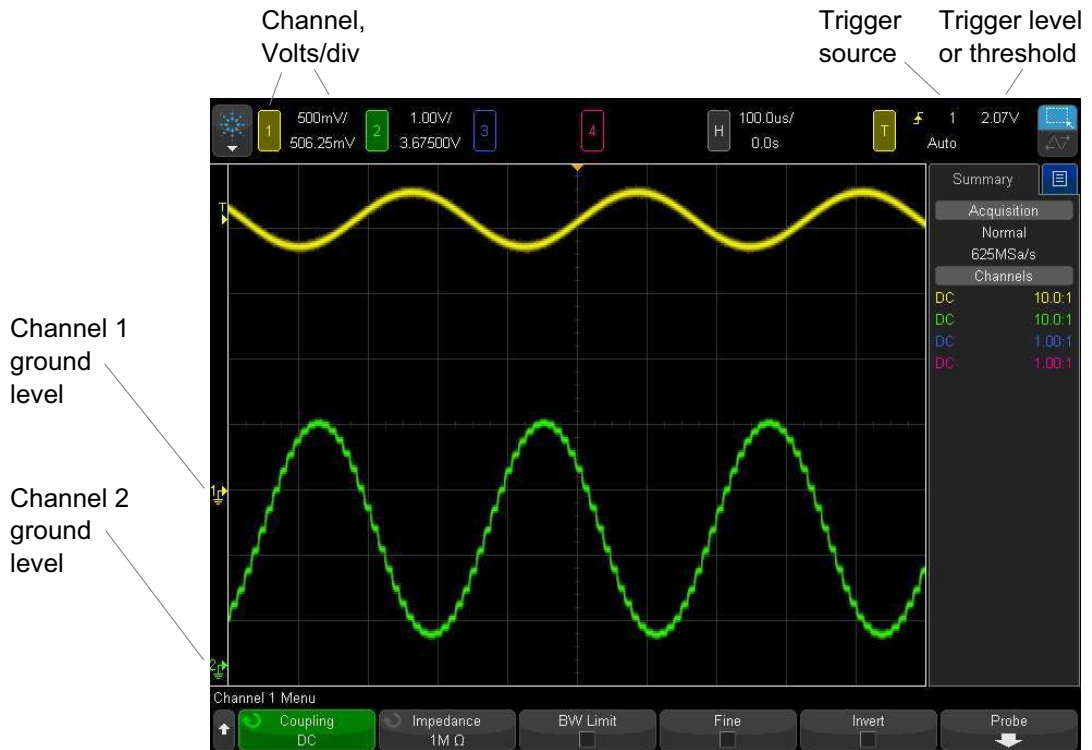 Channel,
Volts/div
Trigger
source
Trigger level
or threshold
1
500mV/
506.25mV
2
1.00V/
3.67500V
3
4
H
100.0us/
0.0s
T
1
2.07V
Auto
Summary
Acquisition
Normal
625MSa/s
Channels
DC 10.0:1
DC 10.0:1
DC 1.00:1
DC 1.00:1
T
Channel 1
ground
level
1
Channel 2
ground
level
2
Channel 1 Menu
Coupling
DC
Impedance
1M Ω
BW Limit
Fine
Invert
Probe